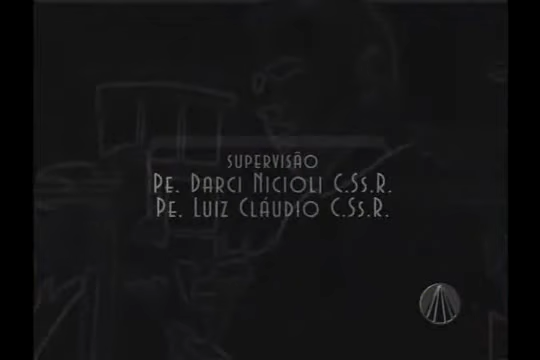 SUPERVISÃO
PE. DARCI NICIOLI C.SS.R.
PE. LUIZ CLÁUDIO C.SS.R.